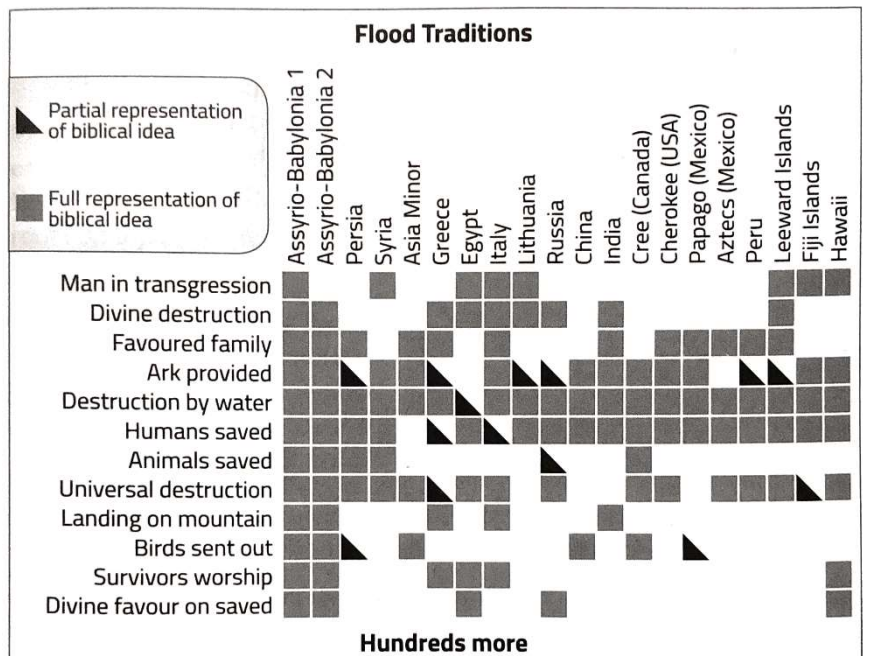 Flood Traditions
Partial representation
of biblical idea
Full representation of
biblical idea
Assyrio-Babylonia 1
Assyrio-Babylonia 2
Persia
Syria
Asia Minor
Greece
Egypt
Italy
Lithuania
Russia
China
India
Cree (Canada)
Cherokee (USA)
Papago (Mexico)
Aztecs (Mexico)
Peru
Leeward Islands
Fiji Islands
Hawaii
Man in transgression
Divine destruction
Favoured family
Ark provided
Destruction by water
Humans saved
Animals saved
Universal destruction
Landing on mountain
Birds sent out
Survivors worship
Divine favour on saved
Hundreds more